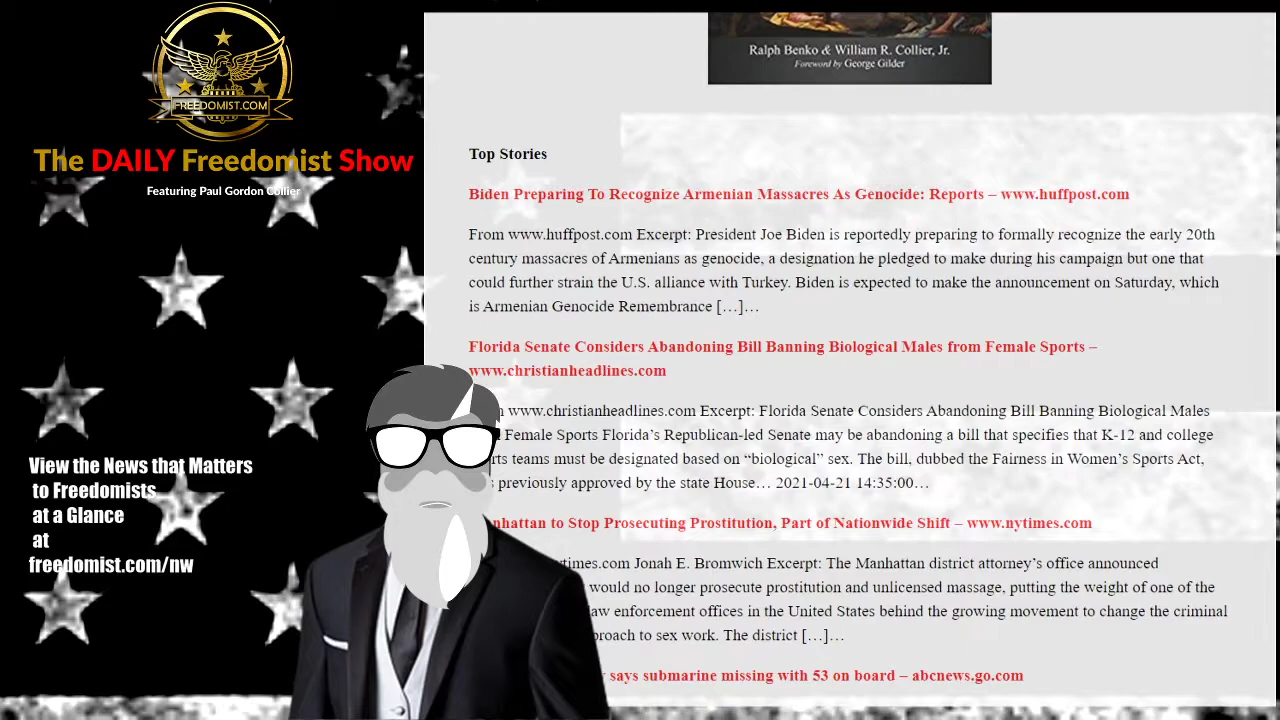 FREEDOMIST.COM
The DAILY Freedomist Show
Featuring Paul Gordon Collier
View the News that Matters
to Freedomists
at a Glance
at
freedomist.com/nw
Ralph Benko & William R. Collier, Jr.
Foreword by George Gilder
Top Stories
Biden Preparing To Recognize Armenian Massacres As Genocide: Reports – www.huffpost.com
From www.huffpost.com Excerpt: President Joe Biden is reportedly preparing to formally recognize the early 20th
century massacres of Armenians as genocide, a designation he pledged to make during his campaign but one that
could further strain the U.S. alliance with Turkey. Biden is expected to make the announcement on Saturday, which
is Armenian Genocide Remembrance […]…
Florida Senate Considers Abandoning Bill Banning Biological Males from Female Sports –
www.christianheadlines.com
www.christianheadlines.com Excerpt: Florida Senate Considers Abandoning Bill Banning Biological Males
Female Sports Florida’s Republican-led Senate may be abandoning a bill that specifies that K-12 and college
teams must be designated based on “biological” sex. The bill, dubbed the Fairness in Women’s Sports Act,
previously approved by the state House… 2021-04-21 14:35:00…
to Stop Prosecuting Prostitution, Part of Nationwide Shift – www.nytimes.com
Jonah E. Bromwich Excerpt: The Manhattan district attorney’s office announced
would no longer prosecute prostitution and unlicensed massage, putting the weight of one of the
law enforcement offices in the United States behind the growing movement to change the criminal
to sex work. The district […]…
says submarine missing with 53 on board – abcnews.go.com